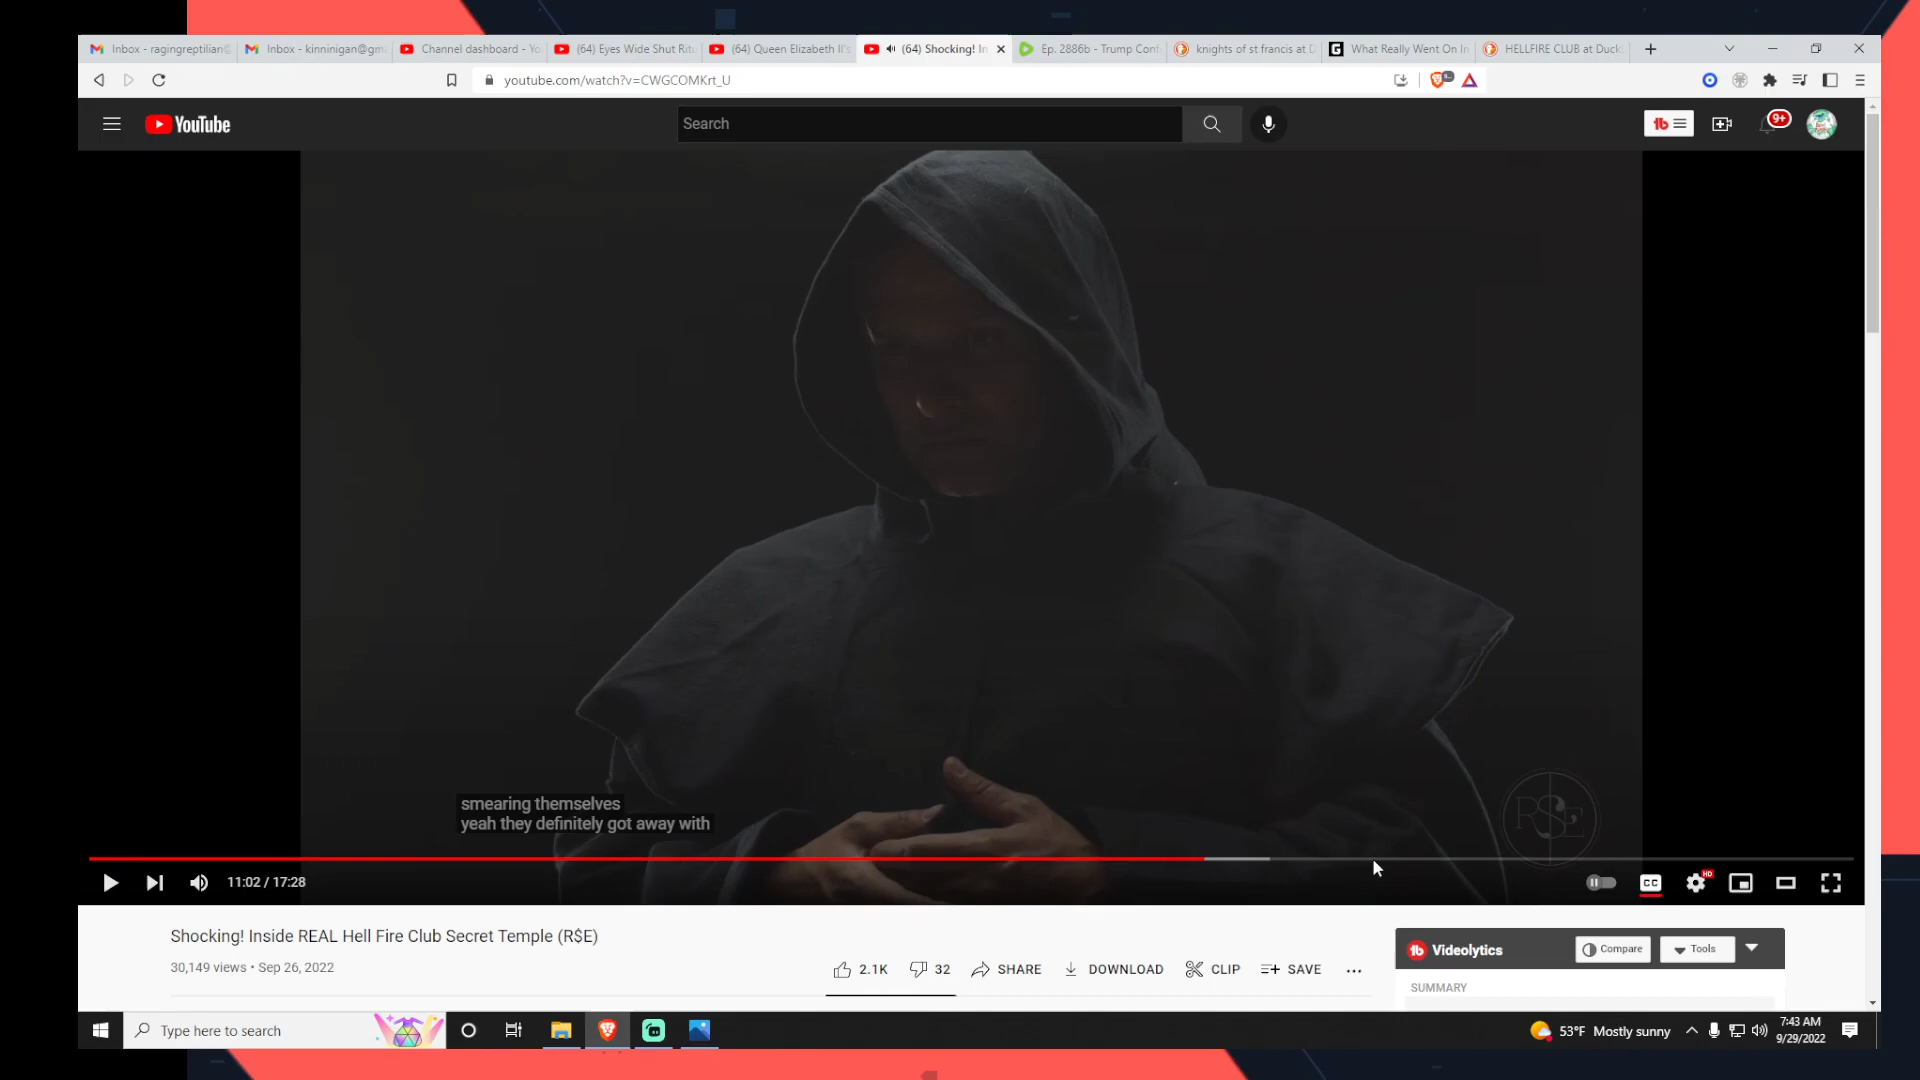 Inbox - ragingreptilian@
Inbox - kinninigan@gm
Channel dashboard - Yo
(64) Eyes Wide Shut Ritu
(64) Queen Elizabeth II's
(64) Shocking! In
Ep. 2886b - Trump Conf
knights of st francis at D
What Really Went On In
HELLFIRE CLUB at Duck
youtube.com/watch?v=CWGCOMKrt_U
YouTube
Search
9+
smearing themselves
yeah they definitely got away with
R$E
11:02 / 17:28
CC
HD
Shocking! Inside REAL Hell Fire Club Secret Temple (R$E)
30,149 views • Sep 26, 2022
2.1K
32
SHARE
DOWNLOAD
CLIP
SAVE
Videolytics
Compare
Tools
SUMMARY
Type here to search
53°F Mostly sunny
7:43 AM
9/29/2022